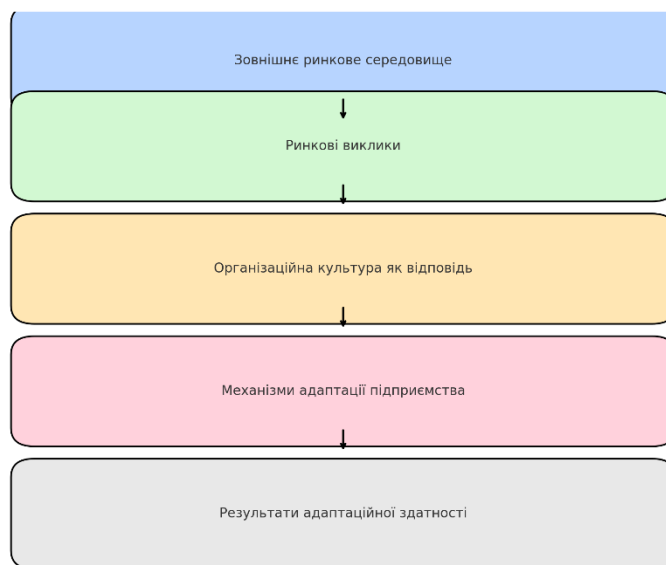 Зовнішнє ринкове середовище
Ринкові виклики
Організаційна культура як відповідь
Механізми адаптації підприємства
Результати адаптаційної здатності